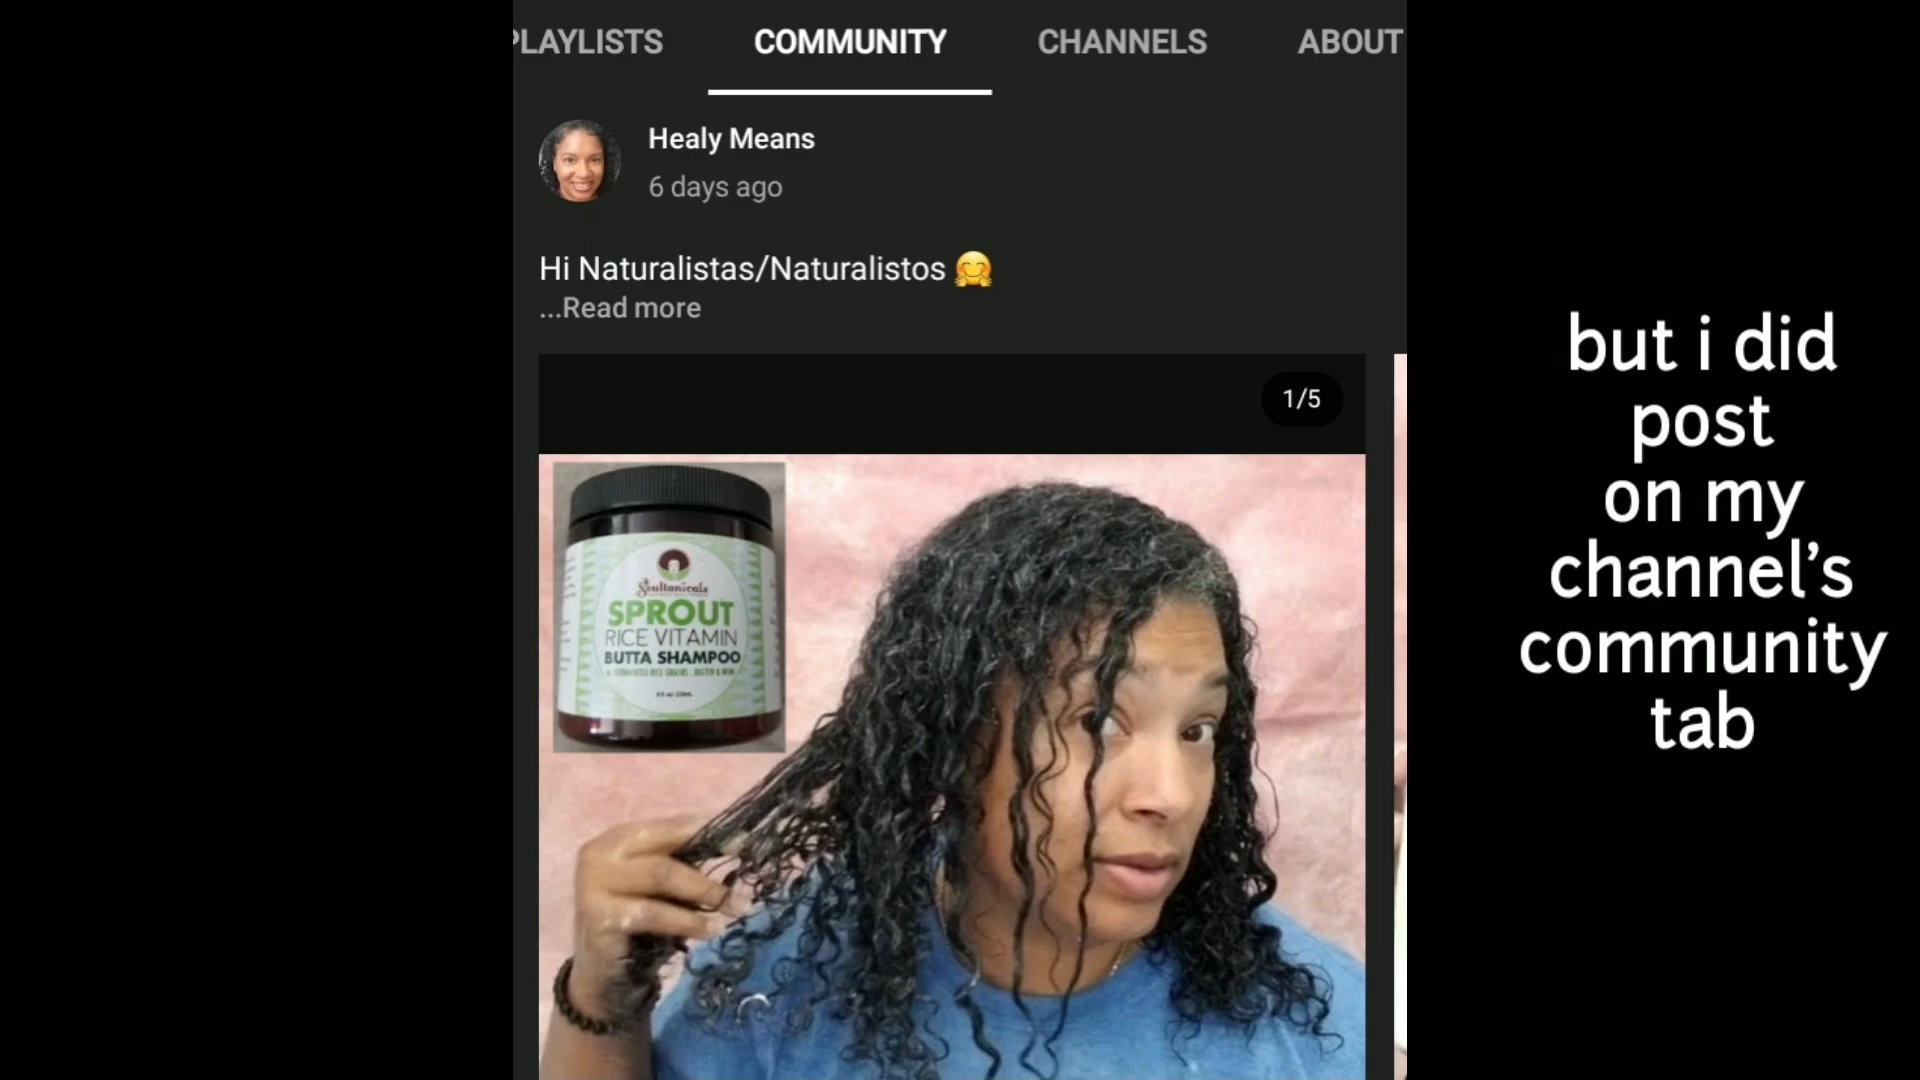 PLAYLISTS COMMUNITY CHANNELS ABOUT
Healy Means
6 days ago
Hi Naturalistas/Naturalistos
...Read more
1/5
Soultanicals
SPROUT
RICE VITAMIN
BUTTA SHAMPOO
but i did
post
on my
channel's
community
tab